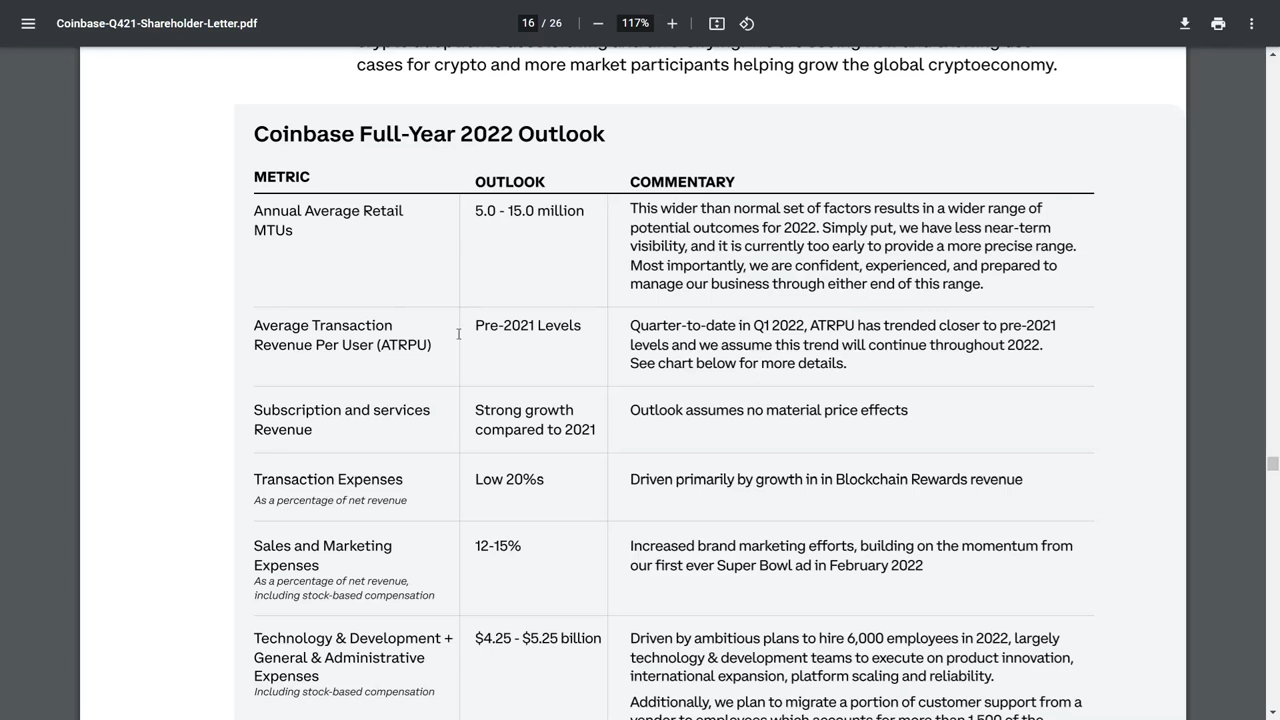 Coinbase-Q421-Shareholder-Letter.pdf
16 / 26
117%
cases for crypto and more market participants helping grow the global cryptoeconomy.
Coinbase Full-Year 2022 Outlook
METRIC
OUTLOOK
COMMENTARY
Annual Average Retail
MTUs
5.0 - 15.0 million
This wider than normal set of factors results in a wider range of
potential outcomes for 2022. Simply put, we have less near-term
visibility, and it is currently too early to provide a more precise range.
Most importantly, we are confident, experienced, and prepared to
manage our business through either end of this range.
Average Transaction
Revenue Per User (ATRPU)
Pre-2021 Levels
Quarter-to-date in Q1 2022, ATRPU has trended closer to pre-2021
levels and we assume this trend will continue throughout 2022.
See chart below for more details.
Subscription and services
Revenue
Strong growth
compared to 2021
Outlook assumes no material price effects
Transaction Expenses
As a percentage of net revenue
Low 20%s
Driven primarily by growth in in Blockchain Rewards revenue
Sales and Marketing
Expenses
As a percentage of net revenue,
including stock-based compensation
12-15%
Increased brand marketing efforts, building on the momentum from
our first ever Super Bowl ad in February 2022
Technology & Development +
General & Administrative
Expenses
Including stock-based compensation
$4.25 - $5.25 billion
Driven by ambitious plans to hire 6,000 employees in 2022, largely
technology & development teams to execute on product innovation,
international expansion, platform scaling and reliability.
Additionally, we plan to migrate a portion of customer support from a
vendor to employees which accounts for more than 1,500 of the